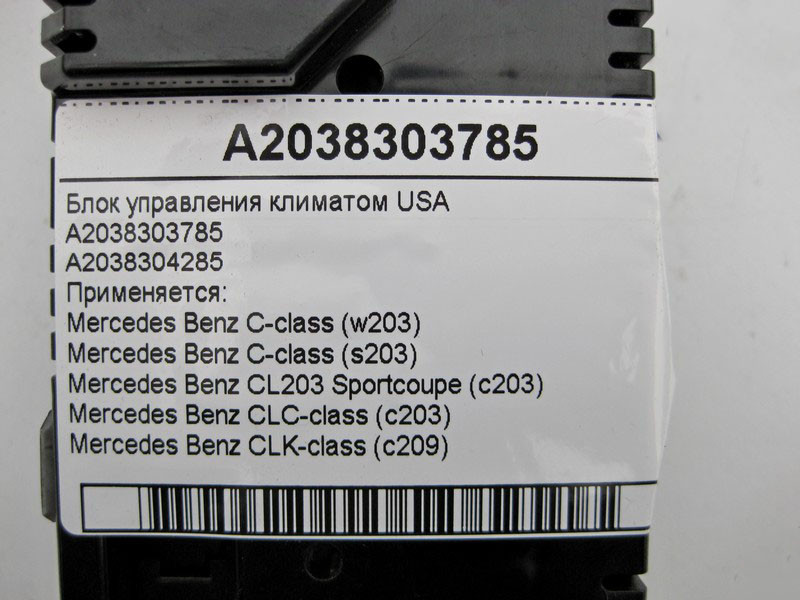 A2038303785
Блок управления климатом USA
A2038303785
A2038304285
Применяется:
Mercedes Benz C-class (w203)
Mercedes Benz C-class (s203)
Mercedes Benz CL203 Sportcoupe (c203)
Mercedes Benz CLC-class (c203)
Mercedes Benz CLK-class (c209)